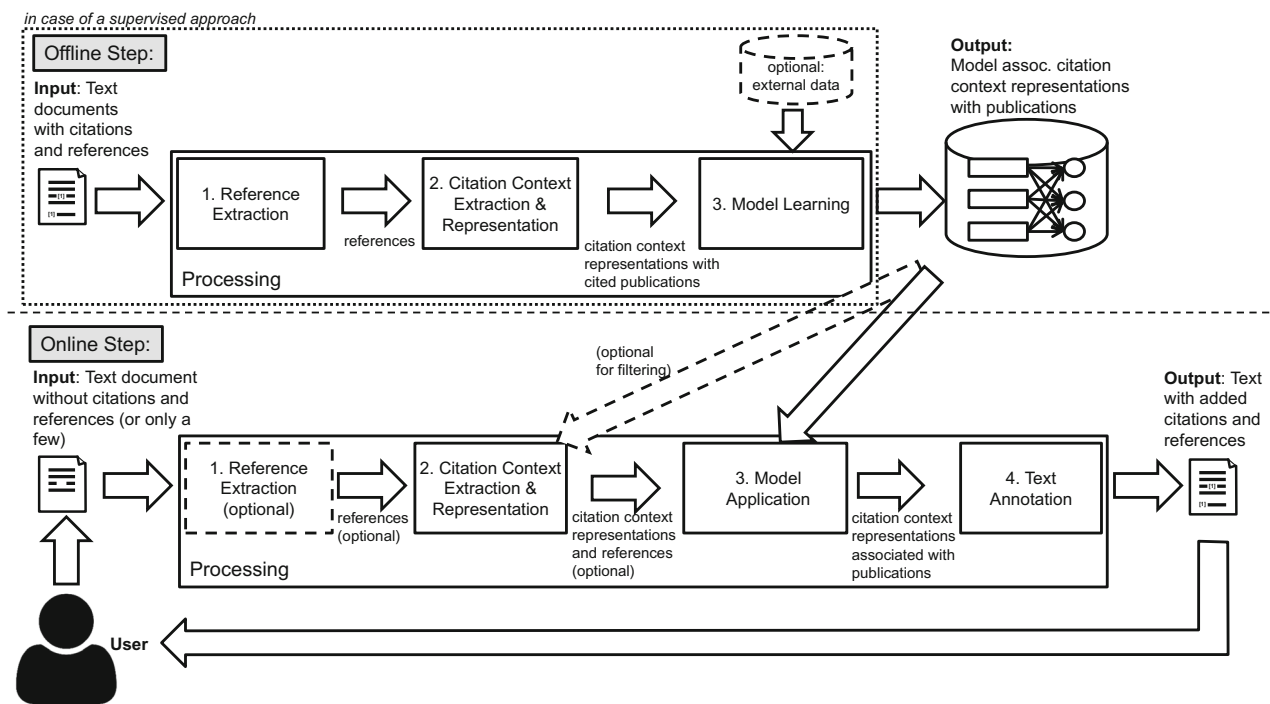 in case of a supervised approach
Offline Step:
Input: Text
documents
with citations
and references
[1]
[1]
optional:
external data
Output:
Model assoc. citation
context representations
with publications
1. Reference
Extraction
references
2. Citation Context
Extraction &
Representation
citation context
representations with
cited publications
3. Model Learning
Processing
Online Step:
Input: Text document
without citations and
references (or only a
few)
(optional
for filtering)
Output: Text
with added
citations and
references
1. Reference
Extraction
(optional)
references
(optional)
2. Citation Context
Extraction &
Representation
citation context
representations
and references
(optional)
3. Model
Application
citation context
representations
associated with
publications
4. Text
Annotation
[1]
[1]
Processing
User